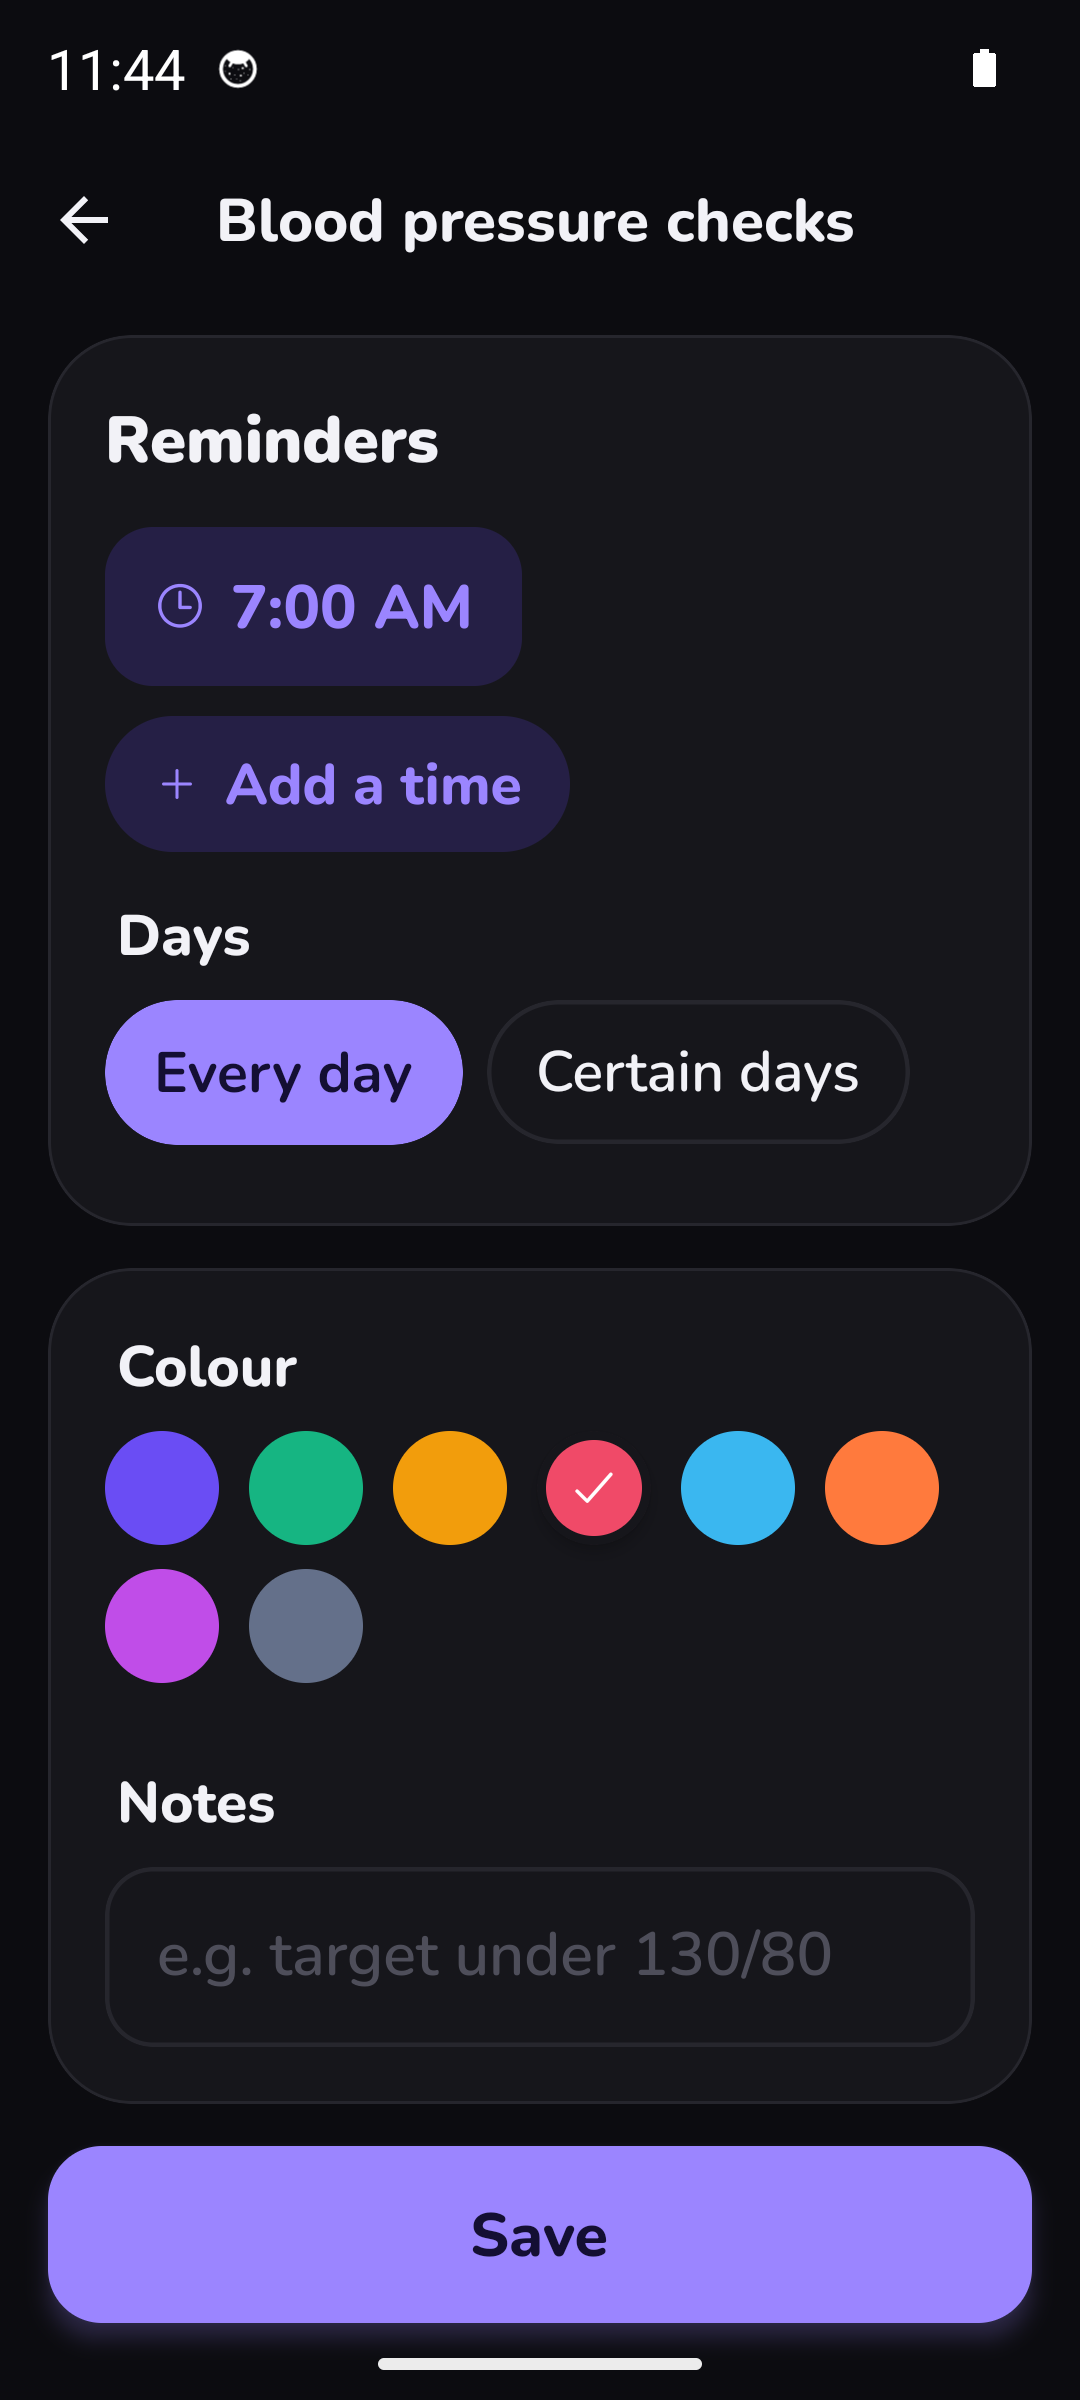 11:44
Blood pressure checks
Reminders
7:00 AM
Add a time
Days
Every day
Certain days
Colour
Notes
e.g. target under 130/80
Save